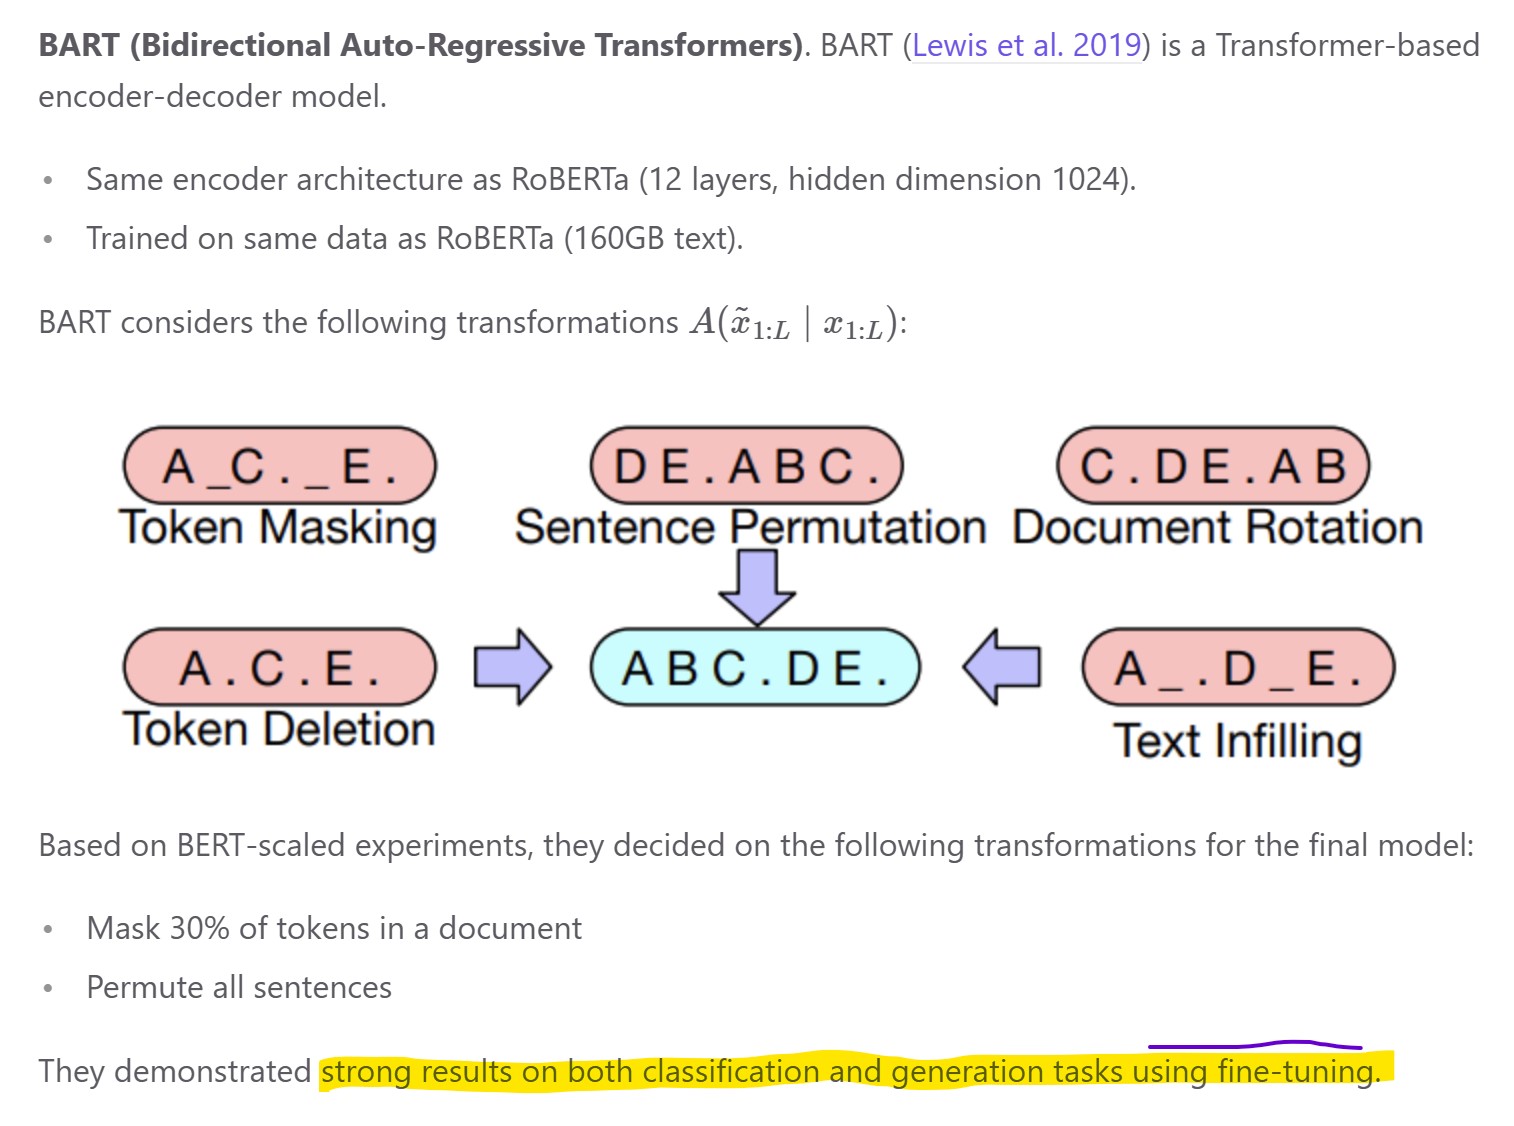 BART (Bidirectional Auto-Regressive Transformers). BART (Lewis et al. 2019) is a Transformer-based
encoder-decoder model.
• Same encoder architecture as RoBERTa (12 layers, hidden dimension 1024).
• Trained on same data as RoBERTa (160GB text).
BART considers the following transformations A(x̃₁:L | x₁:L):
A _C . _ E .
Token Masking
D E . A B C .
Sentence Permutation
C . D E . A B
Document Rotation
A . C . E .
Token Deletion
A B C . D E .
A _ . D _ E .
Text Infilling
Based on BERT-scaled experiments, they decided on the following transformations for the final model:
• Mask 30% of tokens in a document
• Permute all sentences
They demonstrated strong results on both classification and generation tasks using fine-tuning.